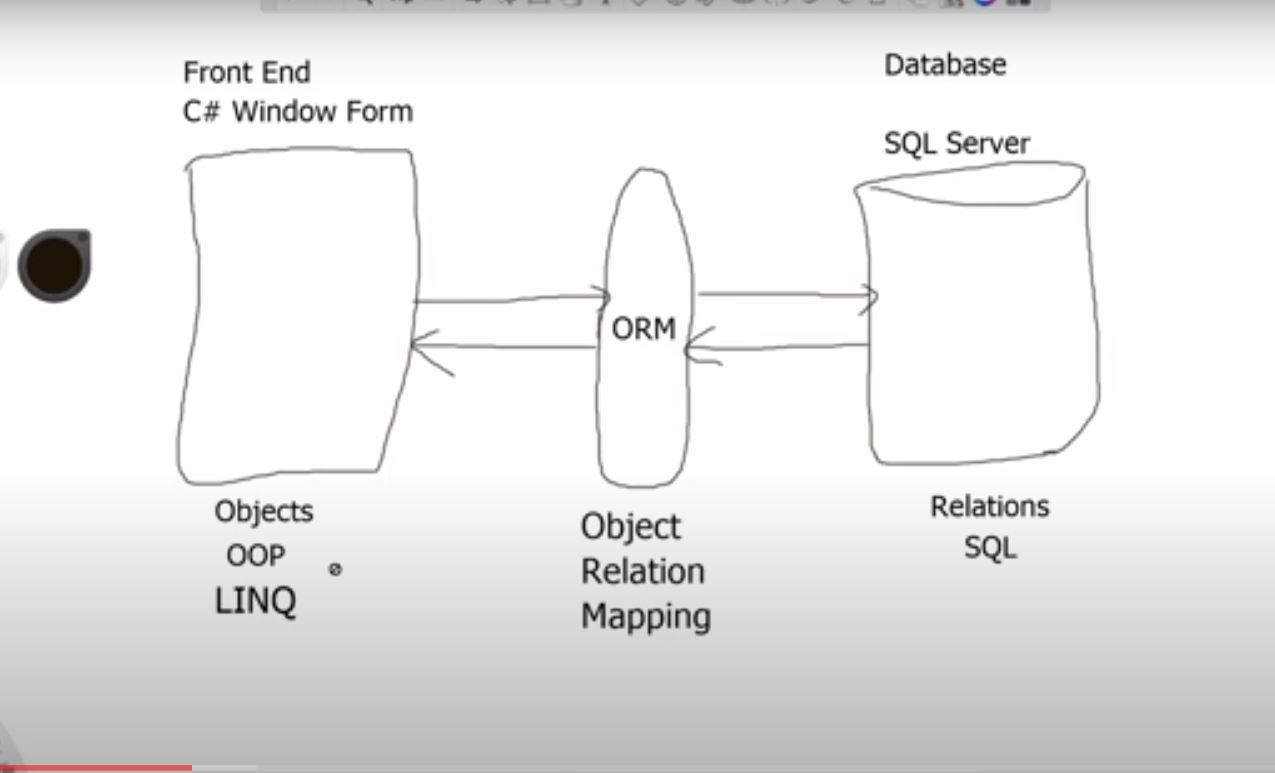 Front End
C# Window Form
Database
SQL Server
ORM
Objects
OOP
LINQ
Object
Relation
Mapping
Relations
SQL